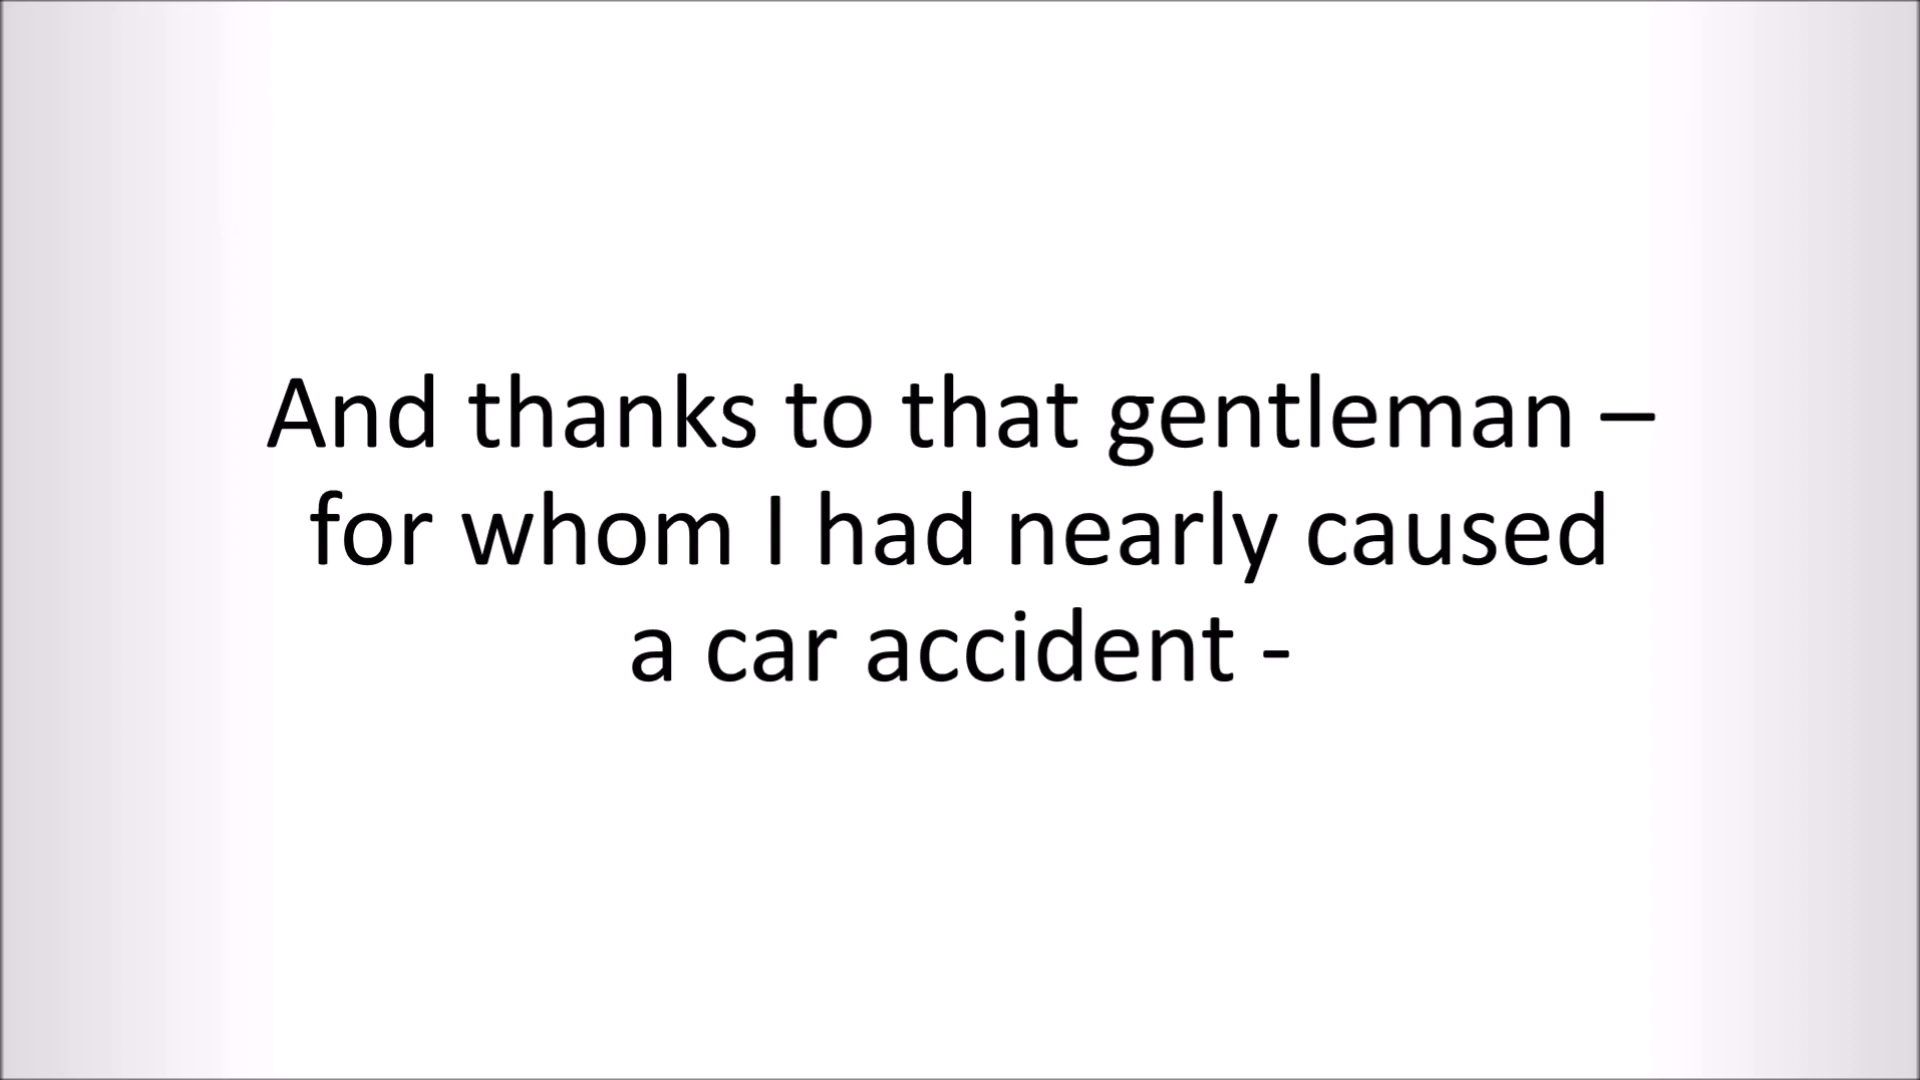 And thanks to that gentleman –
for whom I had nearly caused
a car accident -